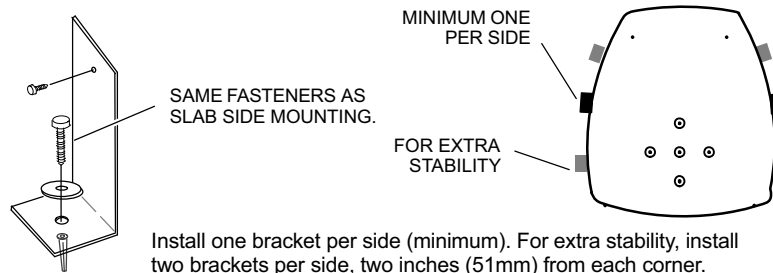 MINIMUM ONE
PER SIDE
SAME FASTENERS AS
SLAB SIDE MOUNTING.
FOR EXTRA
STABILITY
Install one bracket per side (minimum). For extra stability, install
two brackets per side, two inches (51mm) from each corner.